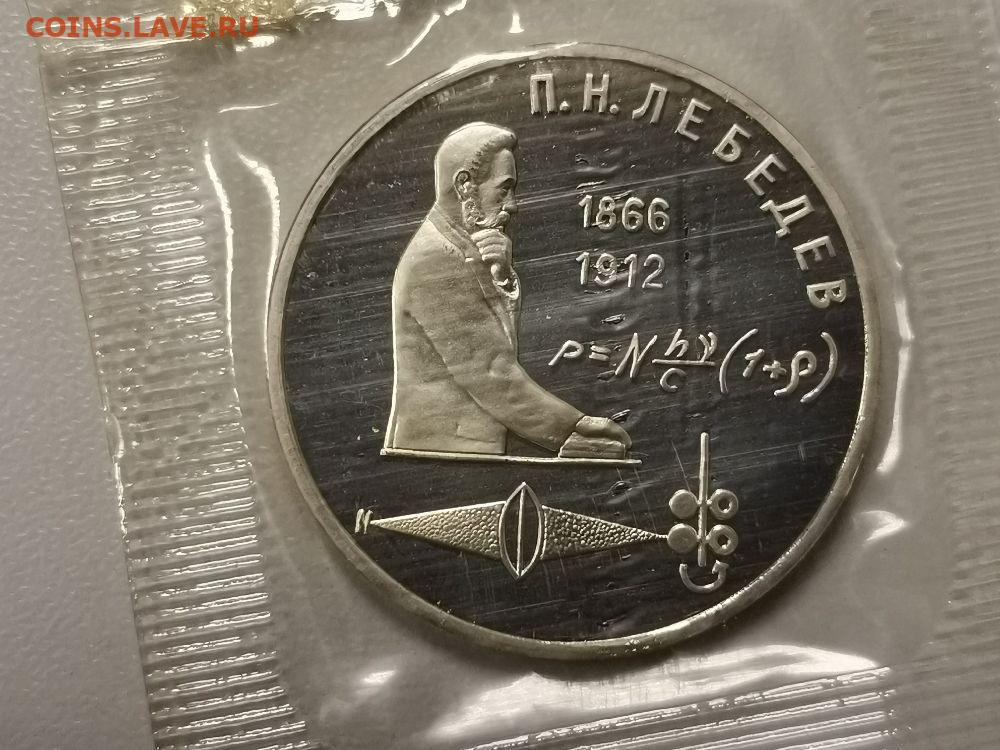 COINS.LAVE.RU
П.Н.ЛЕБЕДЕВ
1866
1912
p=N hν/c (1+ρ)
N